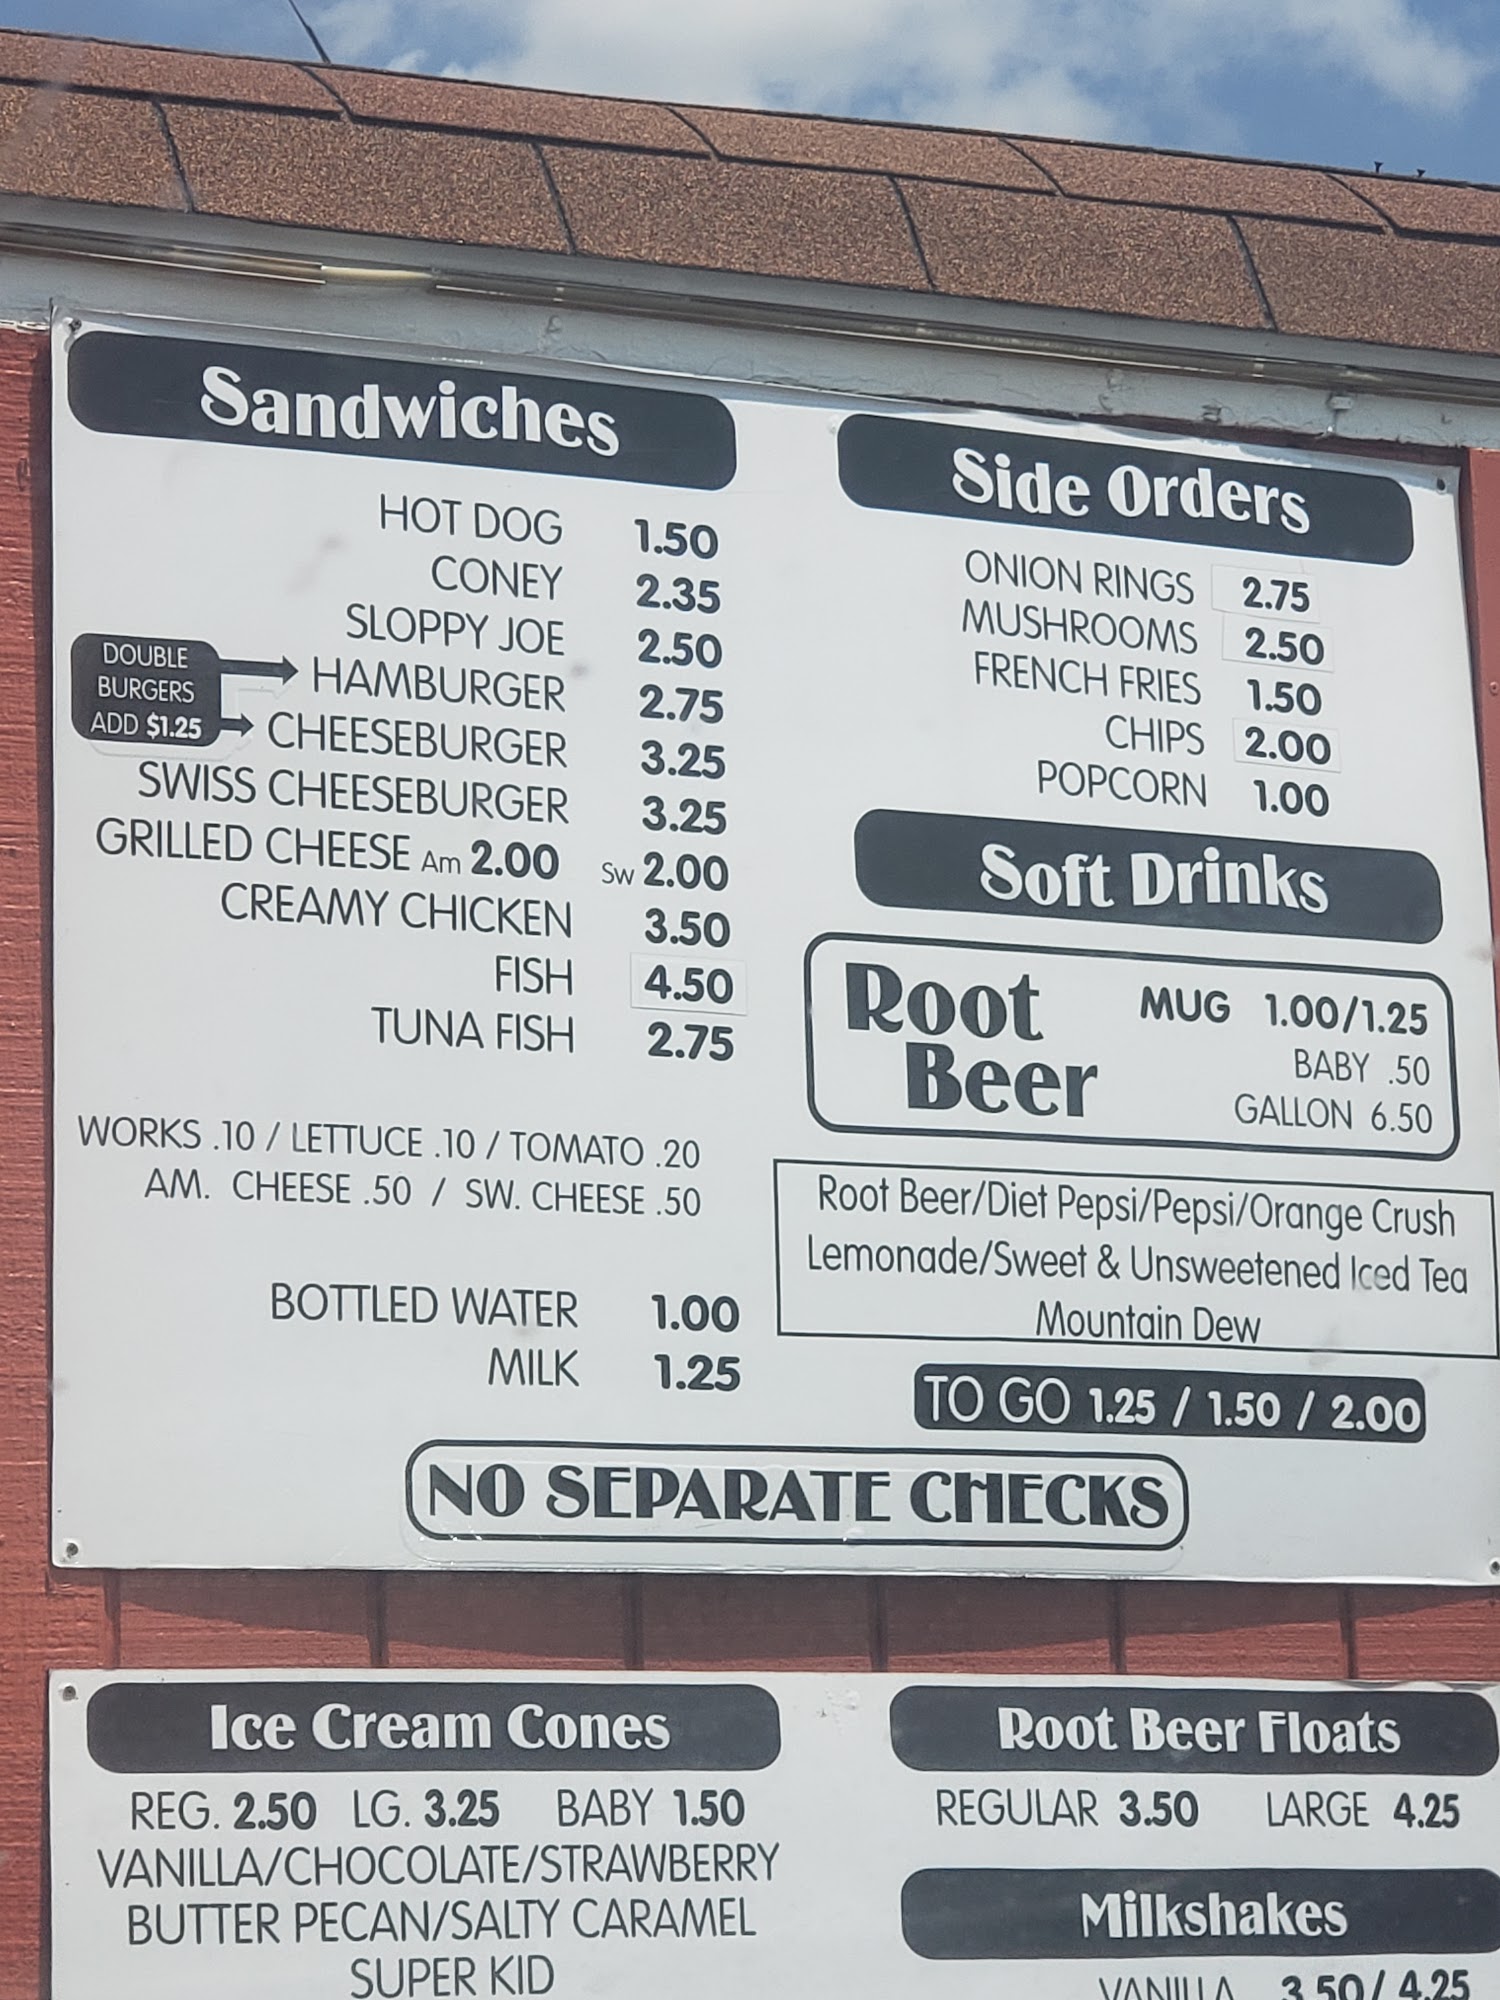 Sandwiches
HOT DOG 1.50
CONEY 2.35
SLOPPY JOE 2.50
DOUBLE
BURGERS
ADD $1.25
HAMBURGER 2.75
CHEESEBURGER 3.25
SWISS CHEESEBURGER 3.25
GRILLED CHEESE Am 2.00 Sw 2.00
CREAMY CHICKEN 3.50
FISH 4.50
TUNA FISH 2.75
WORKS .10 / LETTUCE .10 / TOMATO .20
AM. CHEESE .50 / SW. CHEESE .50
BOTTLED WATER 1.00
MILK 1.25
Side Orders
ONION RINGS 2.75
MUSHROOMS 2.50
FRENCH FRIES 1.50
CHIPS 2.00
POPCORN 1.00
Soft Drinks
Root
Beer
MUG 1.00/1.25
BABY .50
GALLON 6.50
Root Beer/Diet Pepsi/Pepsi/Orange Crush
Lemonade/Sweet & Unsweetened Iced Tea
Mountain Dew
TO GO 1.25 / 1.50 / 2.00
NO SEPARATE CHECKS
Ice Cream Cones
REG. 2.50 LG. 3.25 BABY 1.50
VANILLA/CHOCOLATE/STRAWBERRY
BUTTER PECAN/SALTY CARAMEL
SUPER KID
Root Beer Floats
REGULAR 3.50 LARGE 4.25
Milkshakes
VANILLA 3.50/4.25